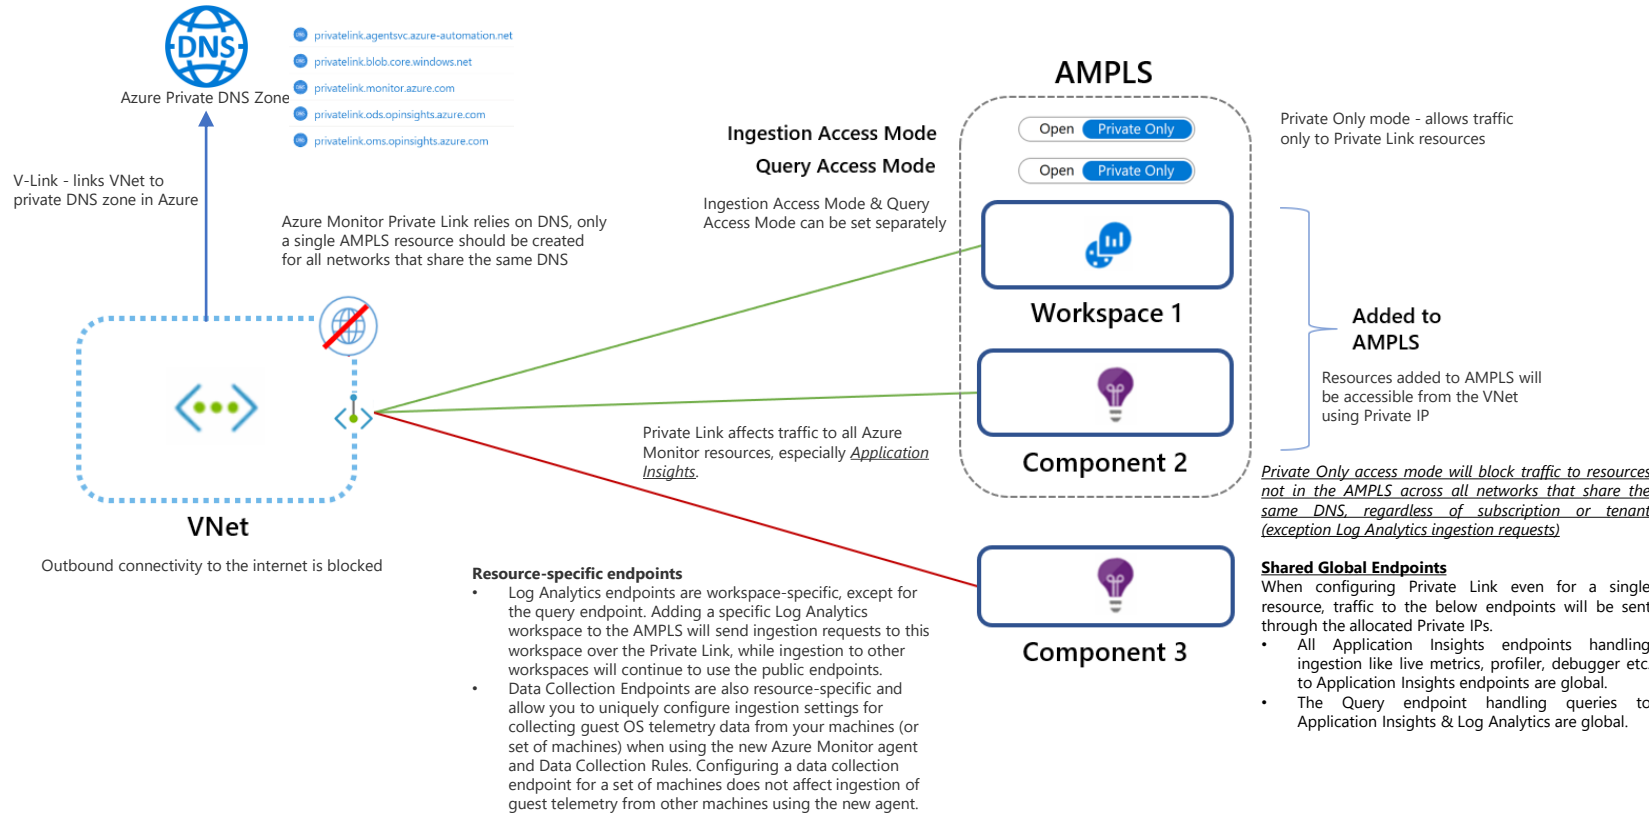 DNS
Azure Private DNS Zone
privatelink.agentsvc.azure-automation.net
privatelink.blob.core.windows.net
privatelink.monitor.azure.com
privatelink.ods.opinsights.azure.com
privatelink.oms.opinsights.azure.com
V-Link - links VNet to
private DNS zone in Azure
Azure Monitor Private Link relies on DNS, only
a single AMPLS resource should be created
for all networks that share the same DNS
VNet
Outbound connectivity to the internet is blocked
AMPLS
Ingestion Access Mode
Open Private Only
Query Access Mode
Open Private Only
Ingestion Access Mode & Query
Access Mode can be set separately
Private Only mode - allows traffic
only to Private Link resources
Workspace 1
Component 2
Component 3
Added to
AMPLS
Resources added to AMPLS will
be accessible from the VNet
using Private IP
Private Link affects traffic to all Azure
Monitor resources, especially Application
Insights.
Private Only access mode will block traffic to resources
not in the AMPLS across all networks that share the
same DNS, regardless of subscription or tenant
(exception Log Analytics ingestion requests)
Resource-specific endpoints
• Log Analytics endpoints are workspace-specific, except for
the query endpoint. Adding a specific Log Analytics
workspace to the AMPLS will send ingestion requests to this
workspace over the Private Link, while ingestion to other
workspaces will continue to use the public endpoints.
• Data Collection Endpoints are also resource-specific and
allow you to uniquely configure ingestion settings for
collecting guest OS telemetry data from your machines (or
set of machines) when using the new Azure Monitor agent
and Data Collection Rules. Configuring a data collection
endpoint for a set of machines does not affect ingestion of
guest telemetry from other machines using the new agent.
Shared Global Endpoints
When configuring Private Link even for a single
resource, traffic to the below endpoints will be sent
through the allocated Private IPs.
• All Application Insights endpoints handling
ingestion like live metrics, profiler, debugger etc.
to Application Insights endpoints are global.
• The Query endpoint handling queries to
Application Insights & Log Analytics are global.